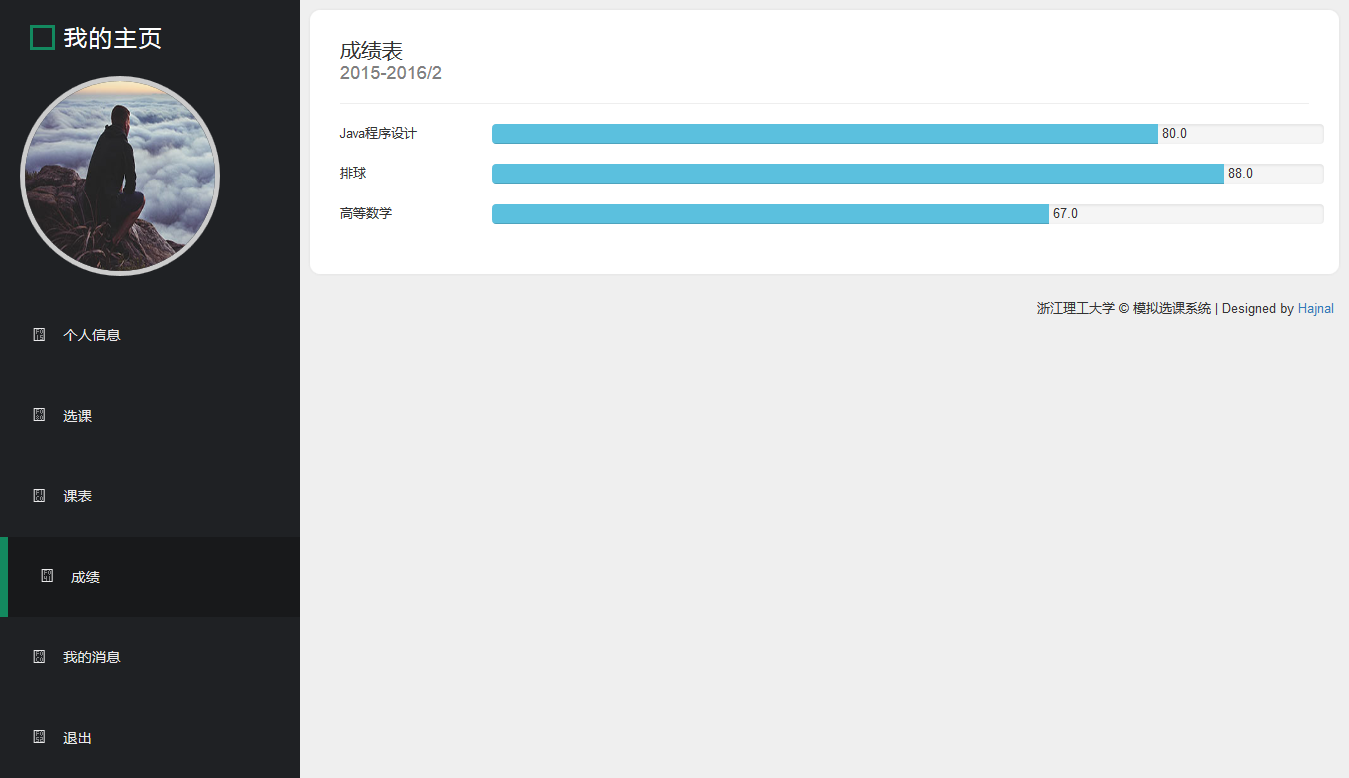 我的主页
个人信息
选课
课表
成绩
我的消息
退出
成绩表
2015-2016/2
Java程序设计 80.0
排球 88.0
高等数学 67.0
浙江理工大学 © 模拟选课系统 | Designed by Hajnal